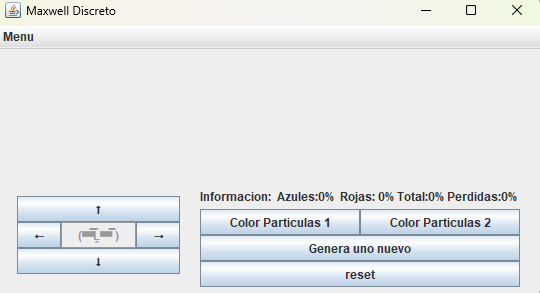 Maxwell Discreto
Menu
Informacion: Azules:0% Rojas: 0% Total:0% Perdidas:0%
↑
Color Particulas 1 Color Particulas 2
← →
Genera uno nuevo
↓
reset